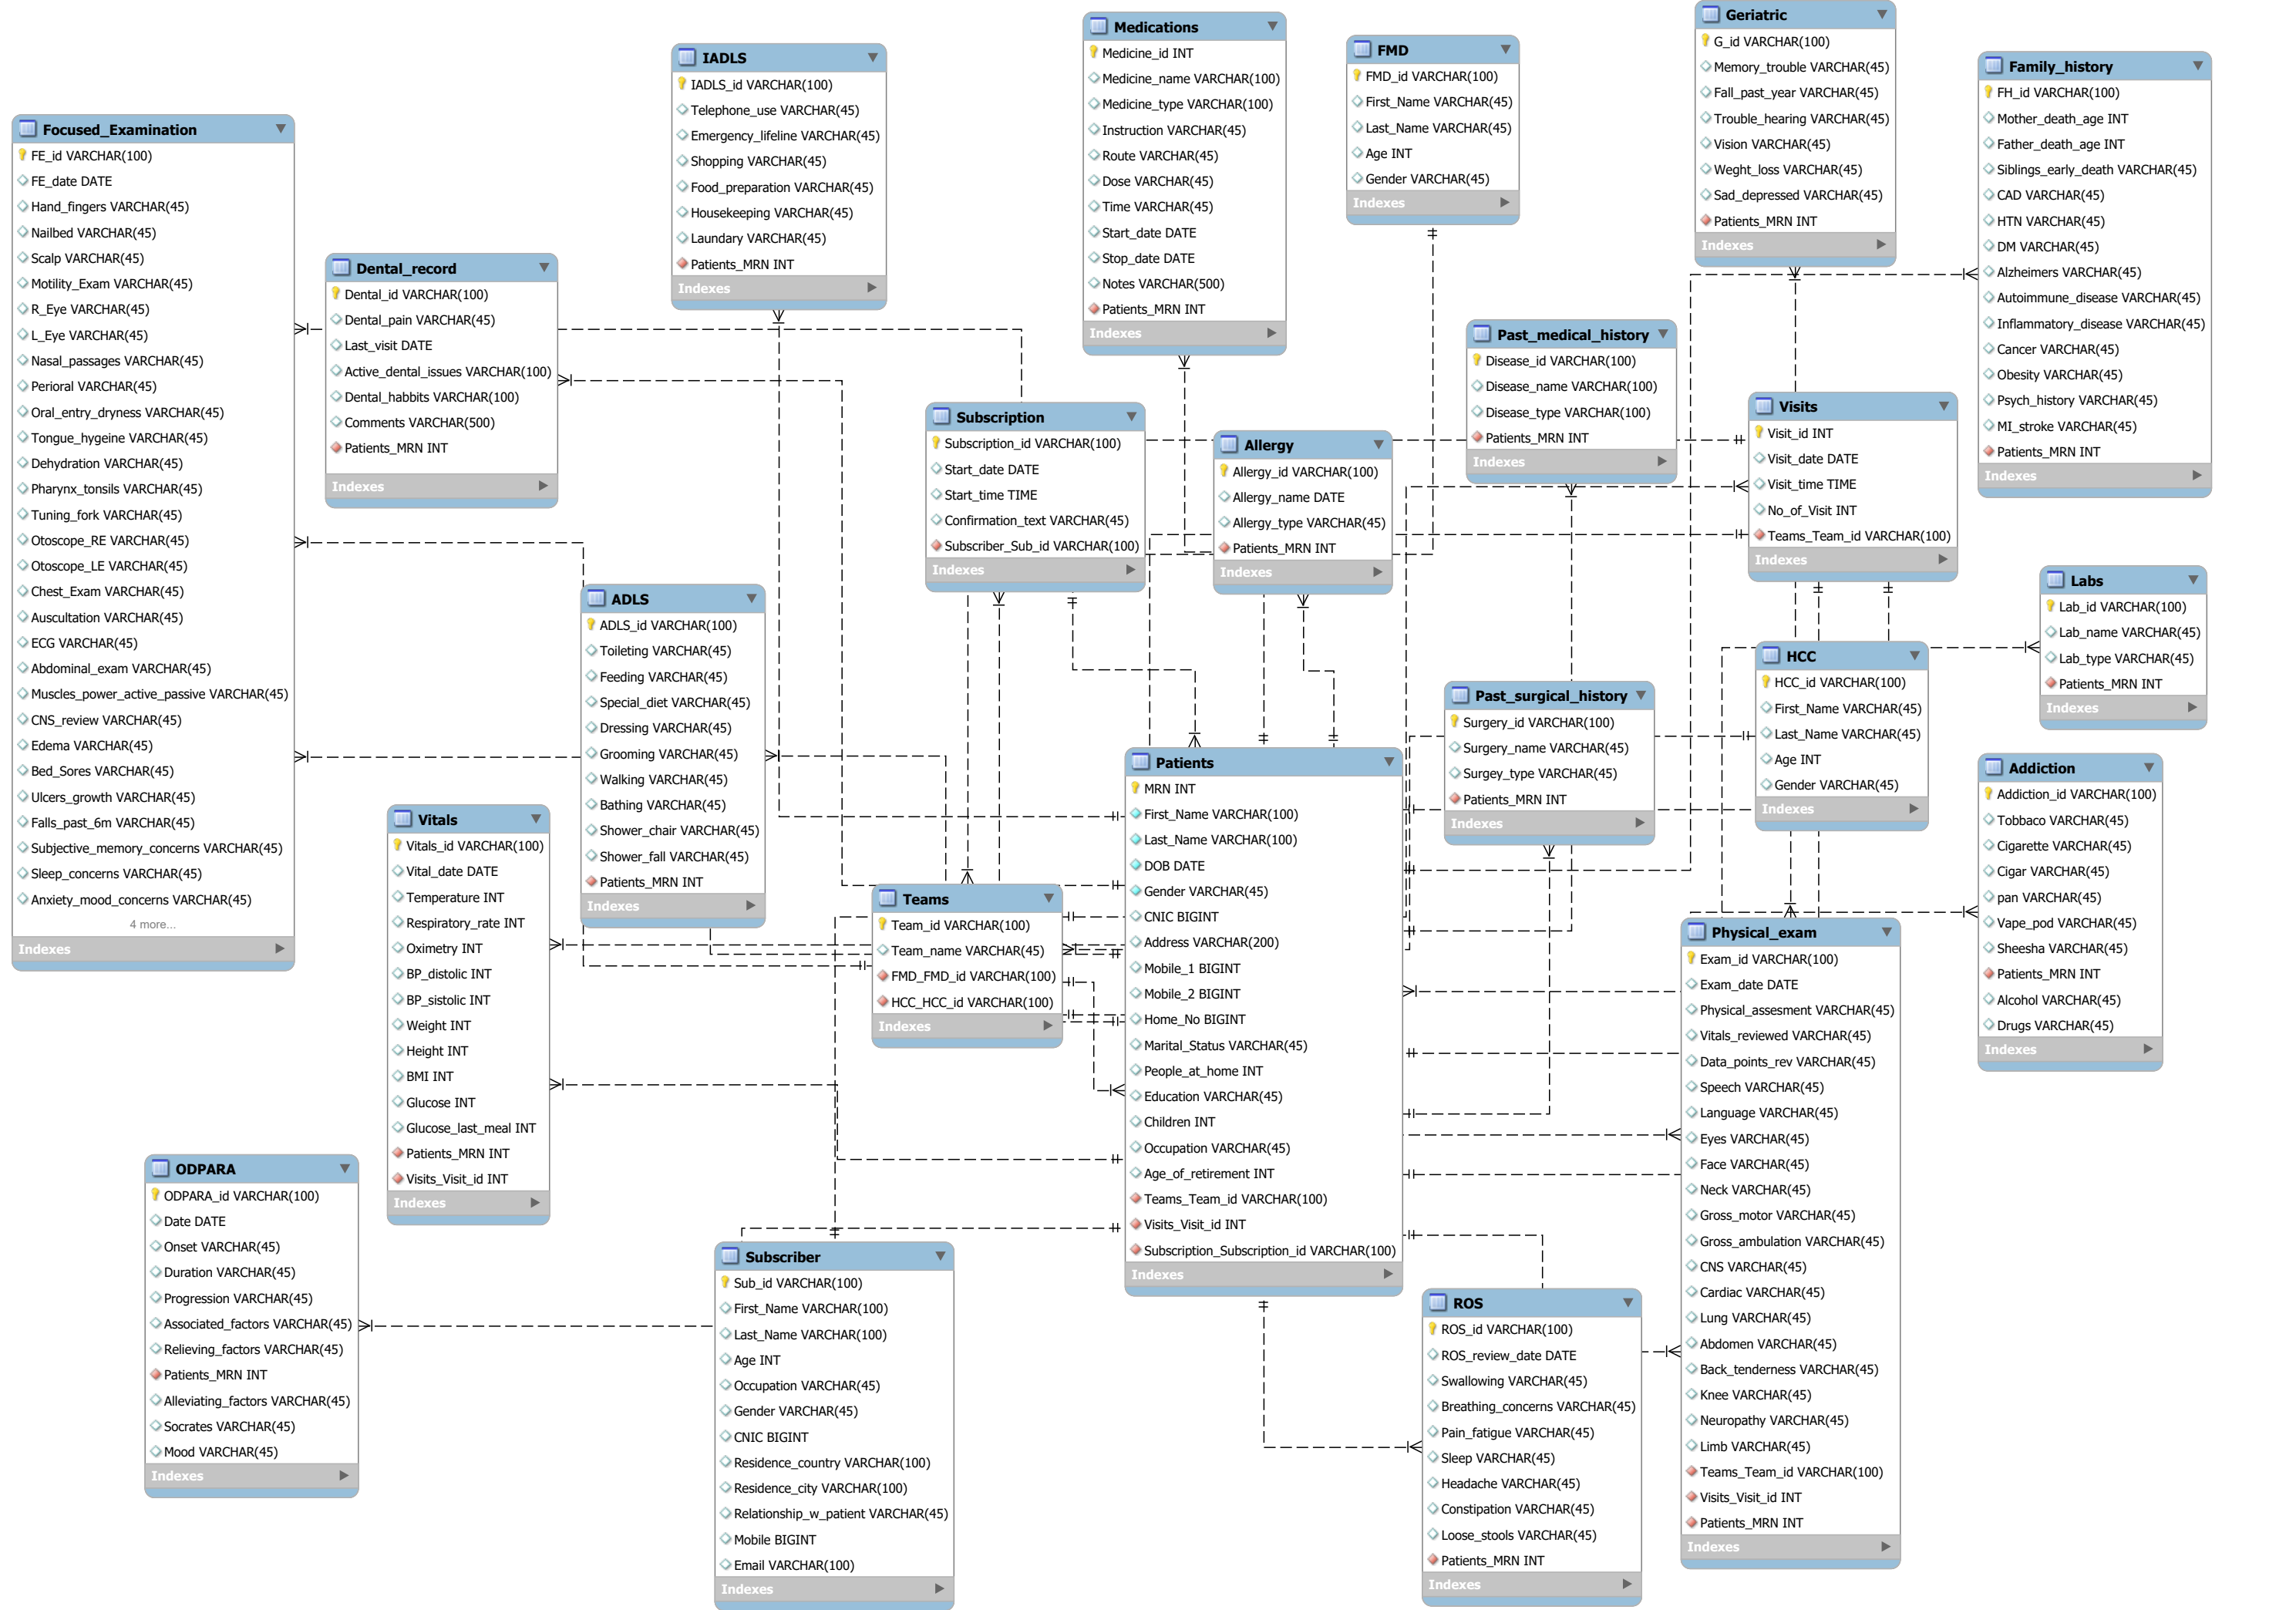 Focused_Examination
FE_id VARCHAR(100)
FE_date DATE
Hand_fingers VARCHAR(45)
Nailbed VARCHAR(45)
Scalp VARCHAR(45)
Motility_Exam VARCHAR(45)
R_Eye VARCHAR(45)
L_Eye VARCHAR(45)
Nasal_passages VARCHAR(45)
Perioral VARCHAR(45)
Oral_entry_dryness VARCHAR(45)
Tongue_hygeine VARCHAR(45)
Dehydration VARCHAR(45)
Pharynx_tonsils VARCHAR(45)
Tuning_fork VARCHAR(45)
Otoscope_RE VARCHAR(45)
Otoscope_LE VARCHAR(45)
Chest_Exam VARCHAR(45)
Auscultation VARCHAR(45)
ECG VARCHAR(45)
Abdominal_exam VARCHAR(45)
Muscles_power_active_passive VARCHAR(45)
CNS_review VARCHAR(45)
Edema VARCHAR(45)
Bed_Sores VARCHAR(45)
Ulcers_growth VARCHAR(45)
Falls_past_6m VARCHAR(45)
Subjective_memory_concerns VARCHAR(45)
Sleep_concerns VARCHAR(45)
Anxiety_mood_concerns VARCHAR(45)
4 more...
Indexes
Dental_record
Dental_id VARCHAR(100)
Dental_pain VARCHAR(45)
Last_visit DATE
Active_dental_issues VARCHAR(100)
Dental_habbits VARCHAR(100)
Comments VARCHAR(500)
Patients_MRN INT
Indexes
IADLS
IADLS_id VARCHAR(100)
Telephone_use VARCHAR(45)
Emergency_lifeline VARCHAR(45)
Shopping VARCHAR(45)
Food_preparation VARCHAR(45)
Housekeeping VARCHAR(45)
Laundary VARCHAR(45)
Patients_MRN INT
Indexes
Medications
Medicine_id INT
Medicine_name VARCHAR(100)
Medicine_type VARCHAR(100)
Instruction VARCHAR(45)
Route VARCHAR(45)
Dose VARCHAR(45)
Time VARCHAR(45)
Start_date DATE
Stop_date DATE
Notes VARCHAR(500)
Patients_MRN INT
Indexes
FMD
FMD_id VARCHAR(100)
First_Name VARCHAR(45)
Last_Name VARCHAR(45)
Age INT
Gender VARCHAR(45)
Indexes
Geriatric
G_id VARCHAR(100)
Memory_trouble VARCHAR(45)
Fall_past_year VARCHAR(45)
Trouble_hearing VARCHAR(45)
Vision VARCHAR(45)
Weght_loss VARCHAR(45)
Sad_depressed VARCHAR(45)
Patients_MRN INT
Indexes
Family_history
FH_id VARCHAR(100)
Mother_death_age INT
Father_death_age INT
Siblings_early_death VARCHAR(45)
CAD VARCHAR(45)
HTN VARCHAR(45)
DM VARCHAR(45)
Alzheimers VARCHAR(45)
Autoimmune_disease VARCHAR(45)
Inflammatory_disease VARCHAR(45)
Cancer VARCHAR(45)
Obesity VARCHAR(45)
Psych_history VARCHAR(45)
MI_stroke VARCHAR(45)
Patients_MRN INT
Indexes
Past_medical_history
Disease_id VARCHAR(100)
Disease_name VARCHAR(100)
Disease_type VARCHAR(100)
Patients_MRN INT
Indexes
Subscription
Subscription_id VARCHAR(100)
Start_date DATE
Start_time TIME
Confirmation_text VARCHAR(45)
Subscriber_Sub_id VARCHAR(100)
Indexes
Allergy
Allergy_id VARCHAR(100)
Allergy_name DATE
Allergy_type VARCHAR(45)
Patients_MRN INT
Indexes
Visits
Visit_id INT
Visit_date DATE
Visit_time TIME
No_of_Visit INT
Teams_Team_id VARCHAR(100)
Indexes
Labs
Lab_id VARCHAR(100)
Lab_name VARCHAR(45)
Lab_type VARCHAR(45)
Patients_MRN INT
Indexes
ADLS
ADLS_id VARCHAR(100)
Toileting VARCHAR(45)
Feeding VARCHAR(45)
Special_diet VARCHAR(45)
Dressing VARCHAR(45)
Grooming VARCHAR(45)
Walking VARCHAR(45)
Bathing VARCHAR(45)
Shower_chair VARCHAR(45)
Shower_fall VARCHAR(45)
Patients_MRN INT
Indexes
HCC
HCC_id VARCHAR(100)
First_Name VARCHAR(45)
Last_Name VARCHAR(45)
Age INT
Gender VARCHAR(45)
Indexes
Past_surgical_history
Surgery_id VARCHAR(100)
Surgery_name VARCHAR(45)
Surgey_type VARCHAR(45)
Patients_MRN INT
Indexes
Addiction
Addiction_id VARCHAR(100)
Tobbaco VARCHAR(45)
Cigarette VARCHAR(45)
Cigar VARCHAR(45)
pan VARCHAR(45)
Vape_pod VARCHAR(45)
Sheesha VARCHAR(45)
Patients_MRN INT
Alcohol VARCHAR(45)
Drugs VARCHAR(45)
Indexes
Patients
MRN INT
First_Name VARCHAR(100)
Last_Name VARCHAR(100)
DOB DATE
Gender VARCHAR(45)
CNIC BIGINT
Address VARCHAR(200)
Mobile_1 BIGINT
Mobile_2 BIGINT
Home_No BIGINT
Marital_Status VARCHAR(45)
People_at_home INT
Education VARCHAR(45)
Children INT
Occupation VARCHAR(45)
Age_of_retirement INT
Teams_Team_id VARCHAR(100)
Visits_Visit_id INT
Subscription_Subscription_id VARCHAR(100)
Indexes
Vitals
Vitals_id VARCHAR(100)
Vital_date DATE
Temperature INT
Respiratory_rate INT
Oximetry INT
BP_distolic INT
BP_sistolic INT
Weight INT
Height INT
BMI INT
Glucose INT
Glucose_last_meal INT
Patients_MRN INT
Visits_Visit_id INT
Indexes
Teams
Team_id VARCHAR(100)
Team_name VARCHAR(45)
FMD_FMD_id VARCHAR(100)
HCC_HCC_id VARCHAR(100)
Indexes
Physical_exam
Exam_id VARCHAR(100)
Exam_date DATE
Physical_assesment VARCHAR(45)
Vitals_reviewed VARCHAR(45)
Data_points_rev VARCHAR(45)
Speech VARCHAR(45)
Language VARCHAR(45)
Eyes VARCHAR(45)
Face VARCHAR(45)
Neck VARCHAR(45)
Gross_motor VARCHAR(45)
Gross_ambulation VARCHAR(45)
CNS VARCHAR(45)
Cardiac VARCHAR(45)
Lung VARCHAR(45)
Abdomen VARCHAR(45)
Back_tenderness VARCHAR(45)
Knee VARCHAR(45)
Neuropathy VARCHAR(45)
Limb VARCHAR(45)
Teams_Team_id VARCHAR(100)
Visits_Visit_id INT
Patients_MRN INT
Indexes
ODPARA
ODPARA_id VARCHAR(100)
Date DATE
Onset VARCHAR(45)
Duration VARCHAR(45)
Progression VARCHAR(45)
Associated_factors VARCHAR(45)
Relieving_factors VARCHAR(45)
Patients_MRN INT
Alleviating_factors VARCHAR(45)
Socrates VARCHAR(45)
Mood VARCHAR(45)
Indexes
Subscriber
Sub_id VARCHAR(100)
First_Name VARCHAR(100)
Last_Name VARCHAR(100)
Age INT
Occupation VARCHAR(45)
Gender VARCHAR(45)
CNIC BIGINT
Residence_country VARCHAR(100)
Residence_city VARCHAR(100)
Relationship_w_patient VARCHAR(45)
Mobile BIGINT
Email VARCHAR(100)
Indexes
ROS
ROS_id VARCHAR(100)
ROS_review_date DATE
Swallowing VARCHAR(45)
Breathing_concerns VARCHAR(45)
Pain_fatigue VARCHAR(45)
Sleep VARCHAR(45)
Headache VARCHAR(45)
Constipation VARCHAR(45)
Loose_stools VARCHAR(45)
Patients_MRN INT
Indexes